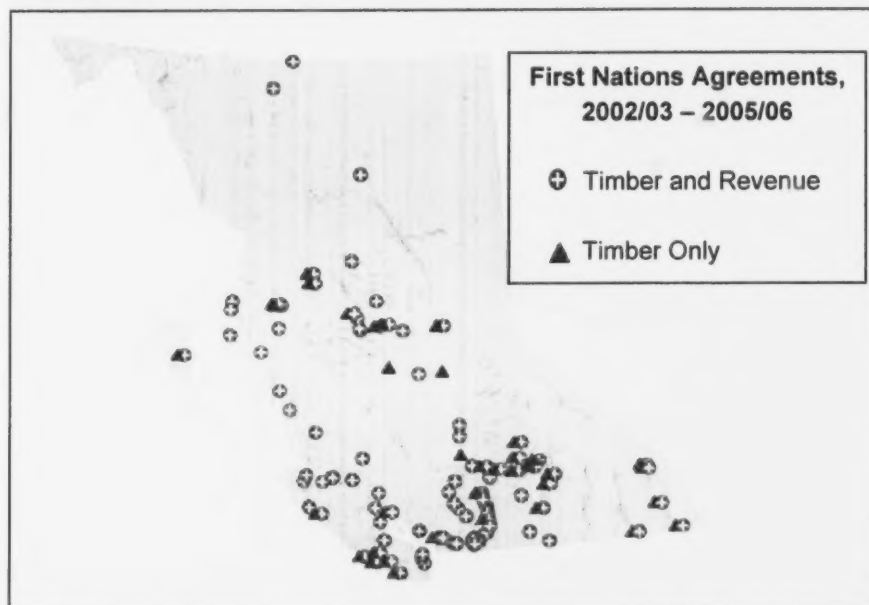 First Nations Agreements,
2002/03 – 2005/06
Timber and Revenue
Timber Only